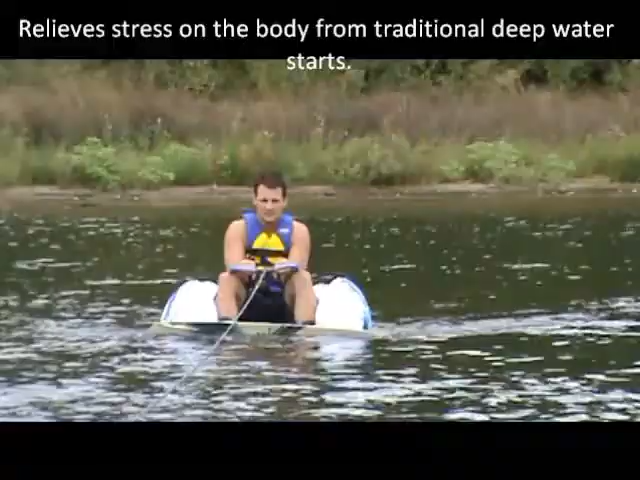 Relieves stress on the body from traditional deep water
starts.